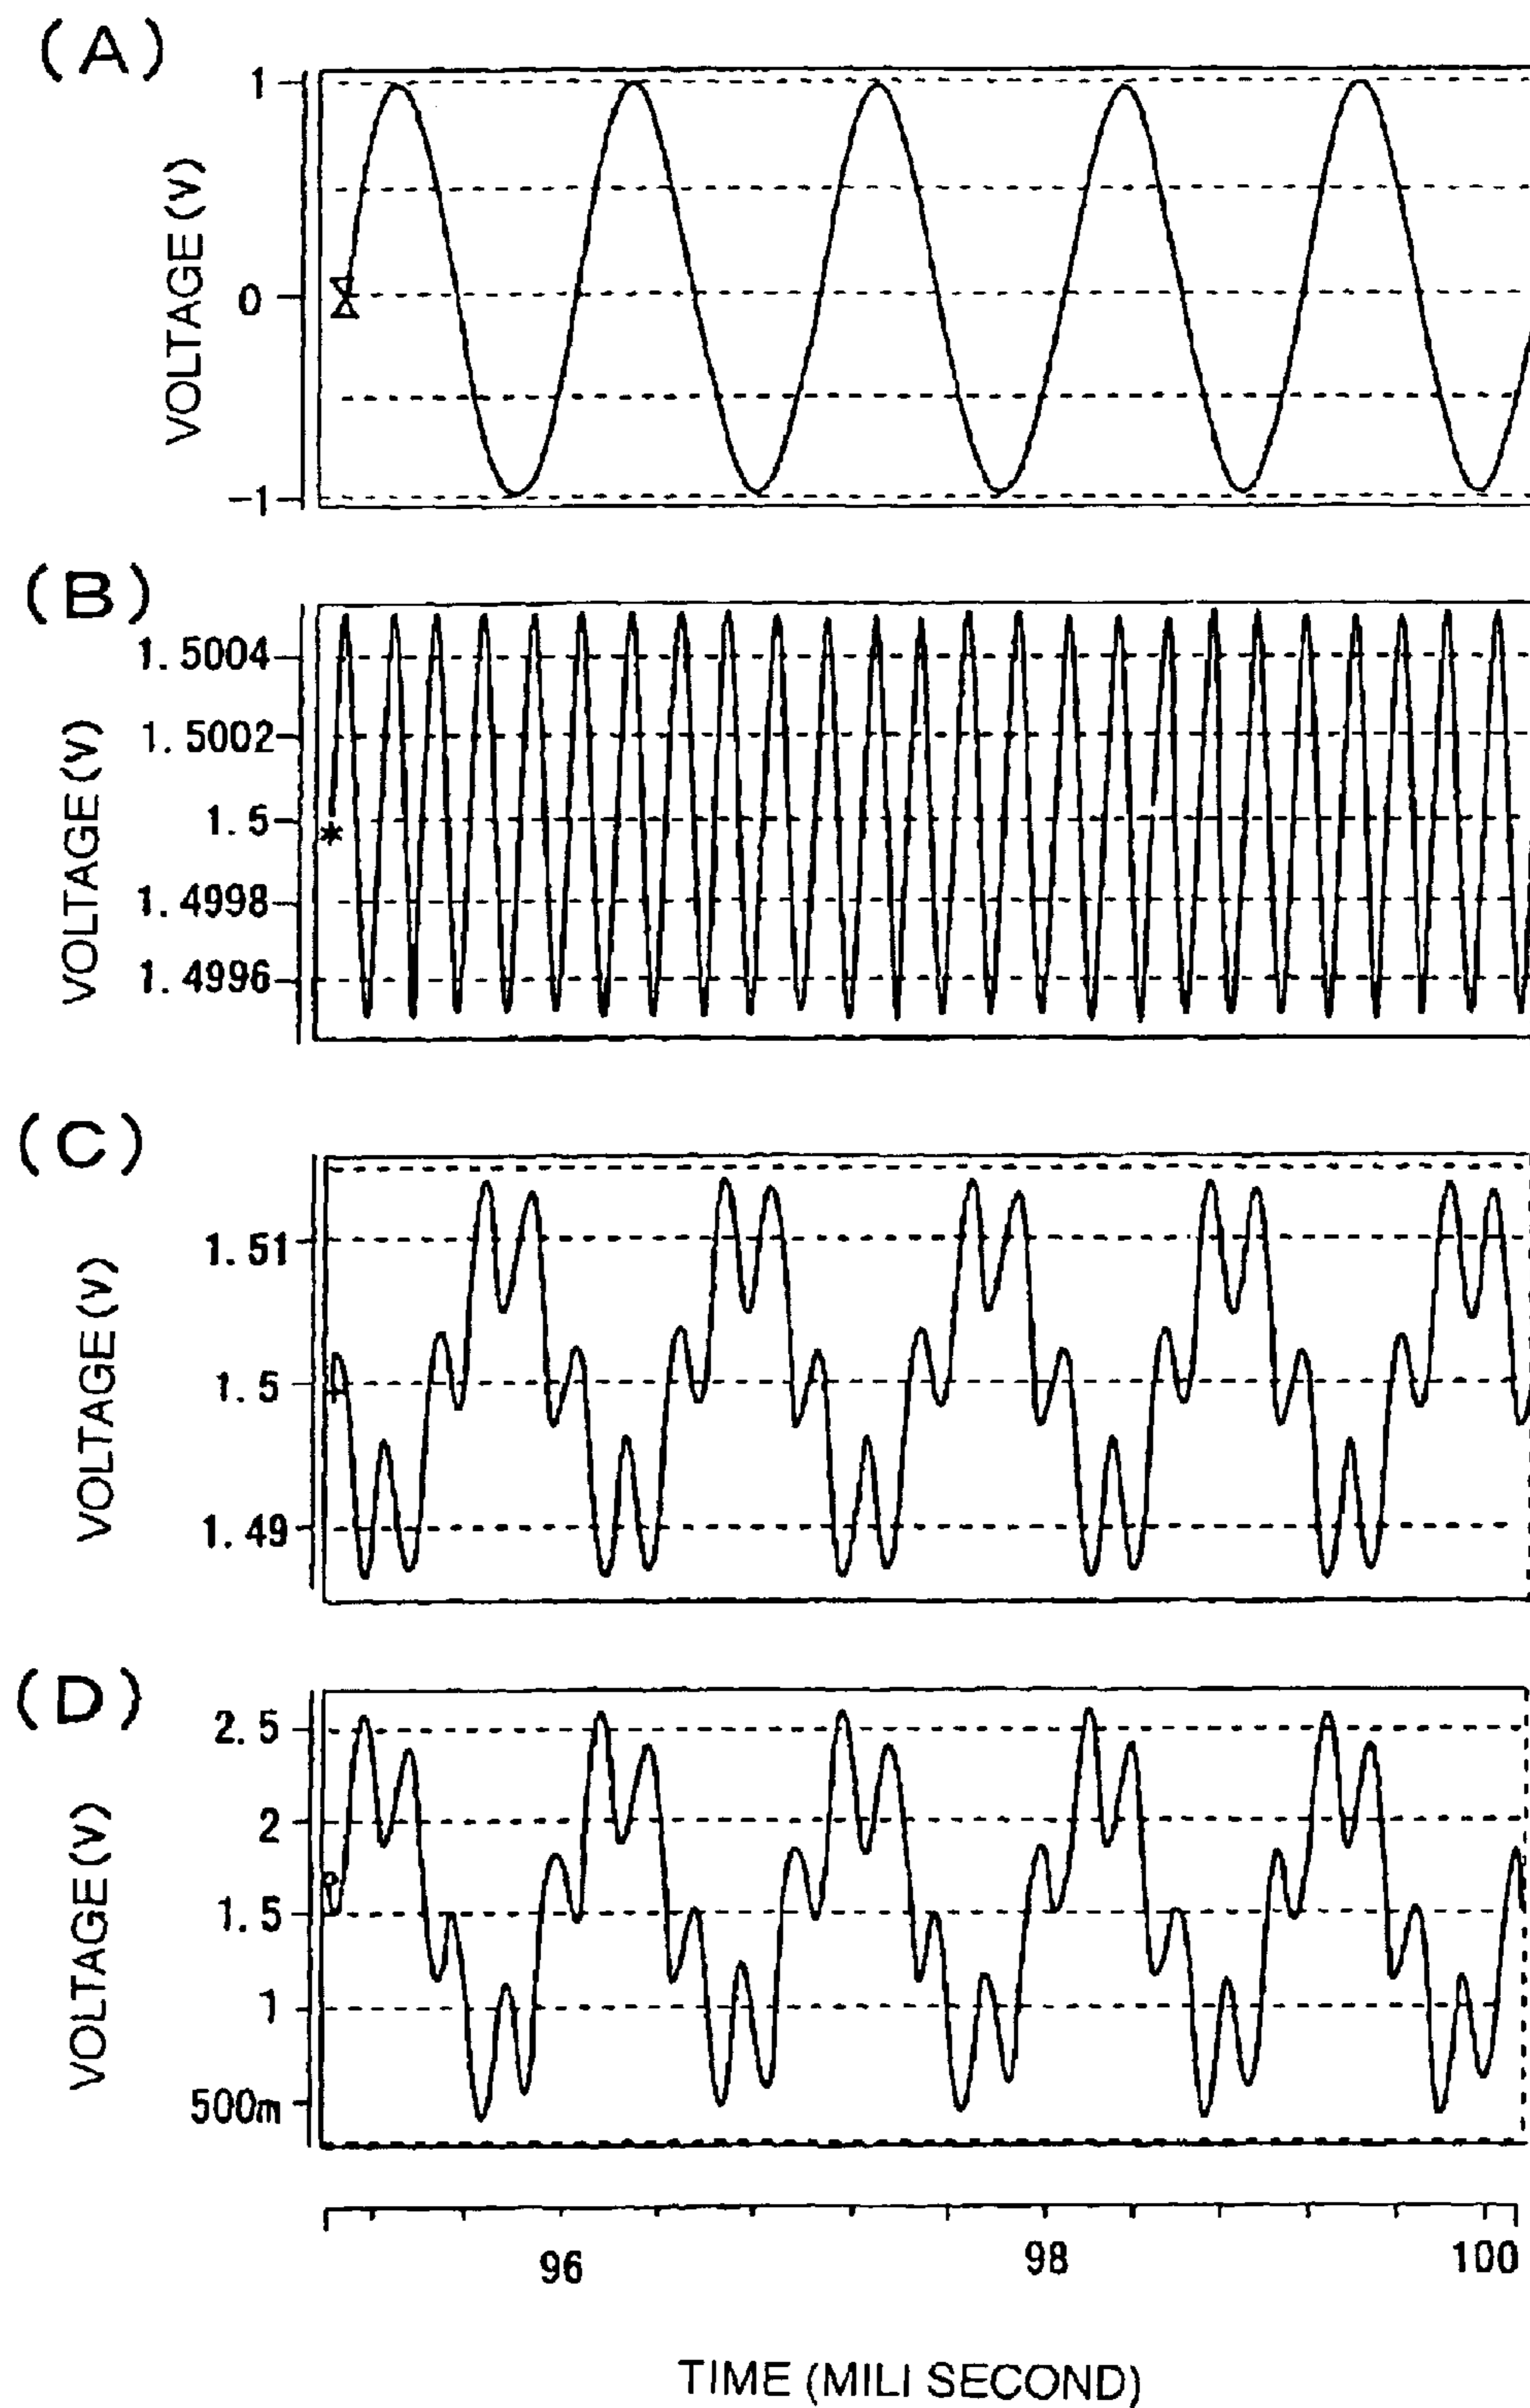 (A)
VOLTAGE (V)
1
0
-1
(B)
VOLTAGE (V)
1.5004
1.5002
1.5
1.4998
1.4996
(C)
VOLTAGE (V)
1.51
1.5
1.49
(D)
VOLTAGE (V)
2.5
2
1.5
1
500m
96 98 100
TIME (MILI SECOND)